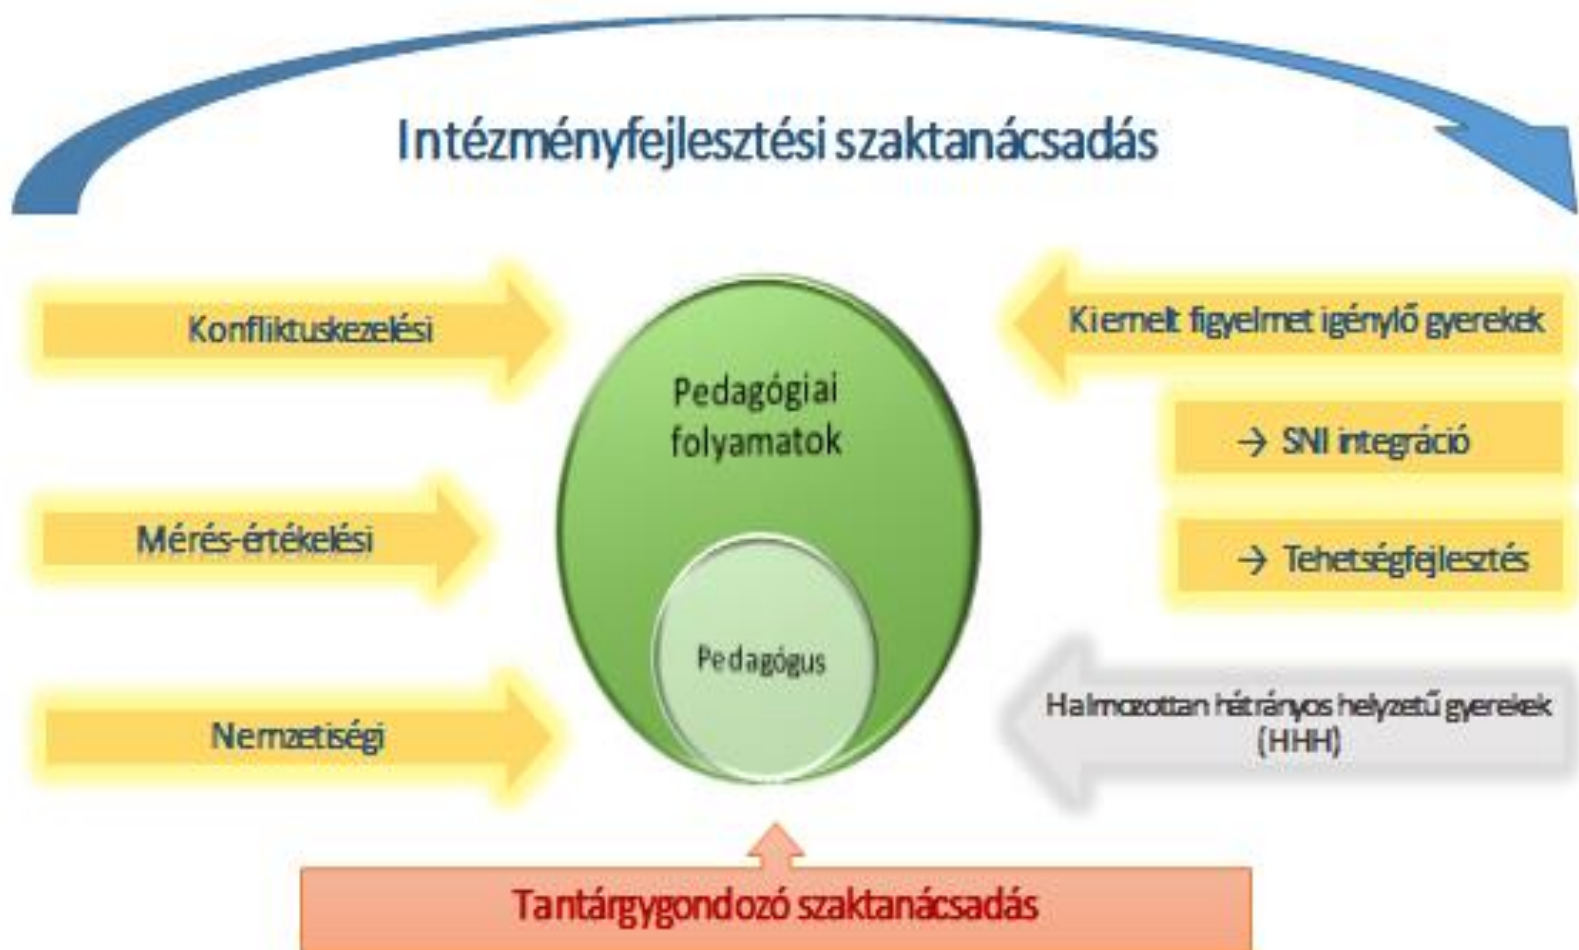 Intézményfejlesztési szaktanácsadás
Konfliktuskezelési
Mérés-értékelési
Nemzetiségi
Pedagógiai
folyamatok
Pedagógus
Kiemelt figyelmet igénylő gyerekek
→ SNI integráció
→ Tehetségfejlesztés
Halmozottan hátrányos helyzetű gyerekek
(HHH)
Tantárgygondozó szaktanácsadás